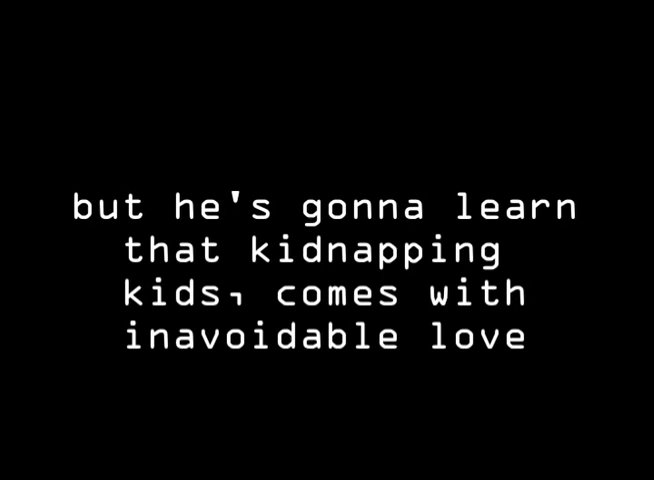 but he's gonna learn
that kidnapping
kids, comes with
inavoidable love